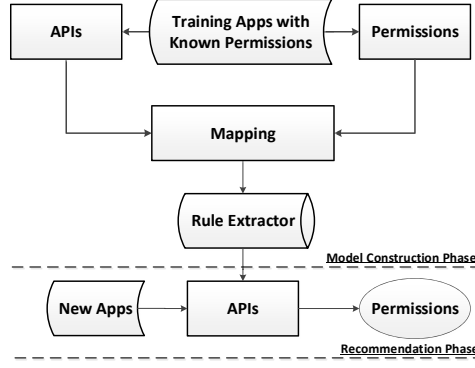 APIs
Training Apps with
Known Permissions
Permissions
Mapping
Rule Extractor
Model Construction Phase
New Apps
APIs
Permissions
Recommendation Phase